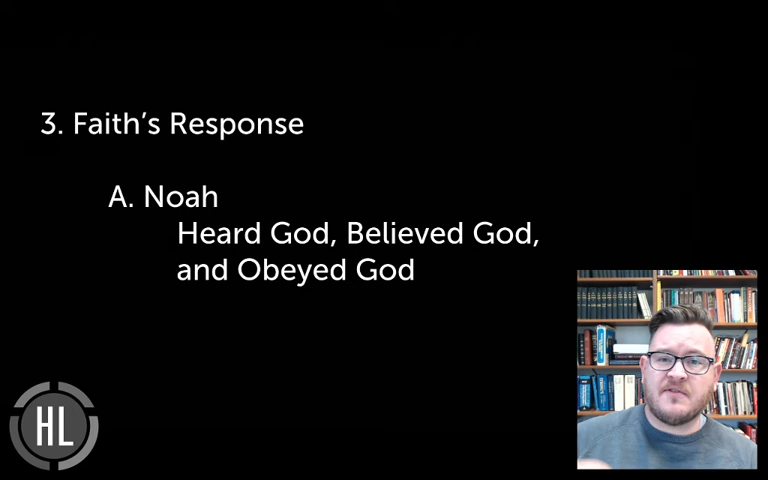 3. Faith's Response
A. Noah
Heard God, Believed God,
and Obeyed God
HL